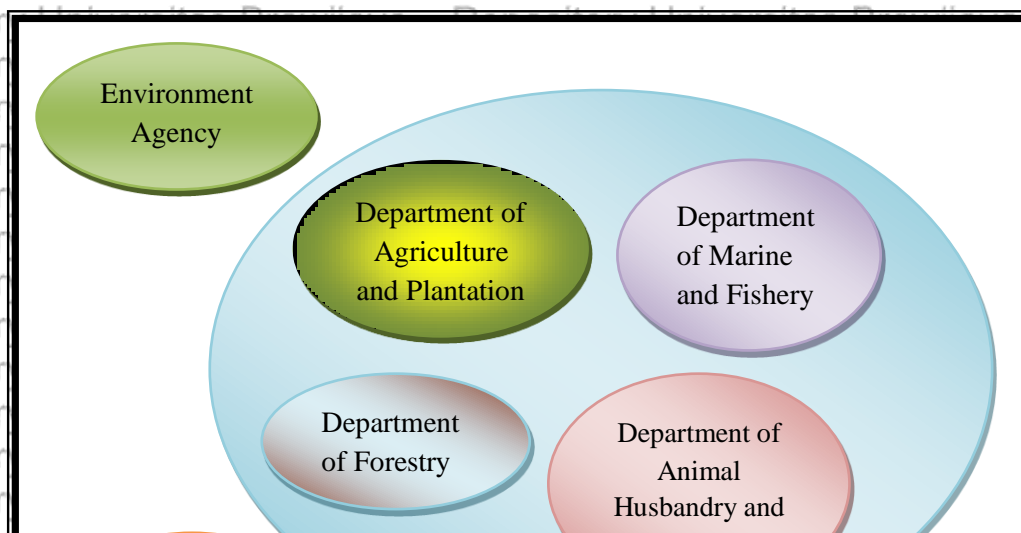 Environment
Agency
Department of
Agriculture
and Plantation
Department
of Marine
and Fishery
Department
of Forestry
Department of
Animal
Husbandry and